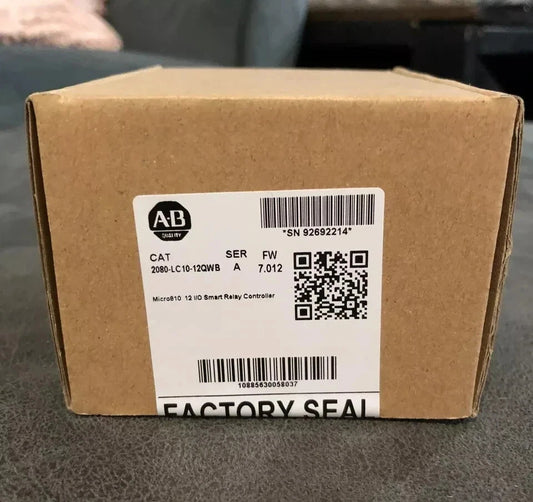 A-B
QUALITY
*SN 92692214*
CAT SER FW
2080-LC10-12QWB A 7.012
Micro810 12 I/O Smart Relay Controller
10885630058037
FACTORY SEAL